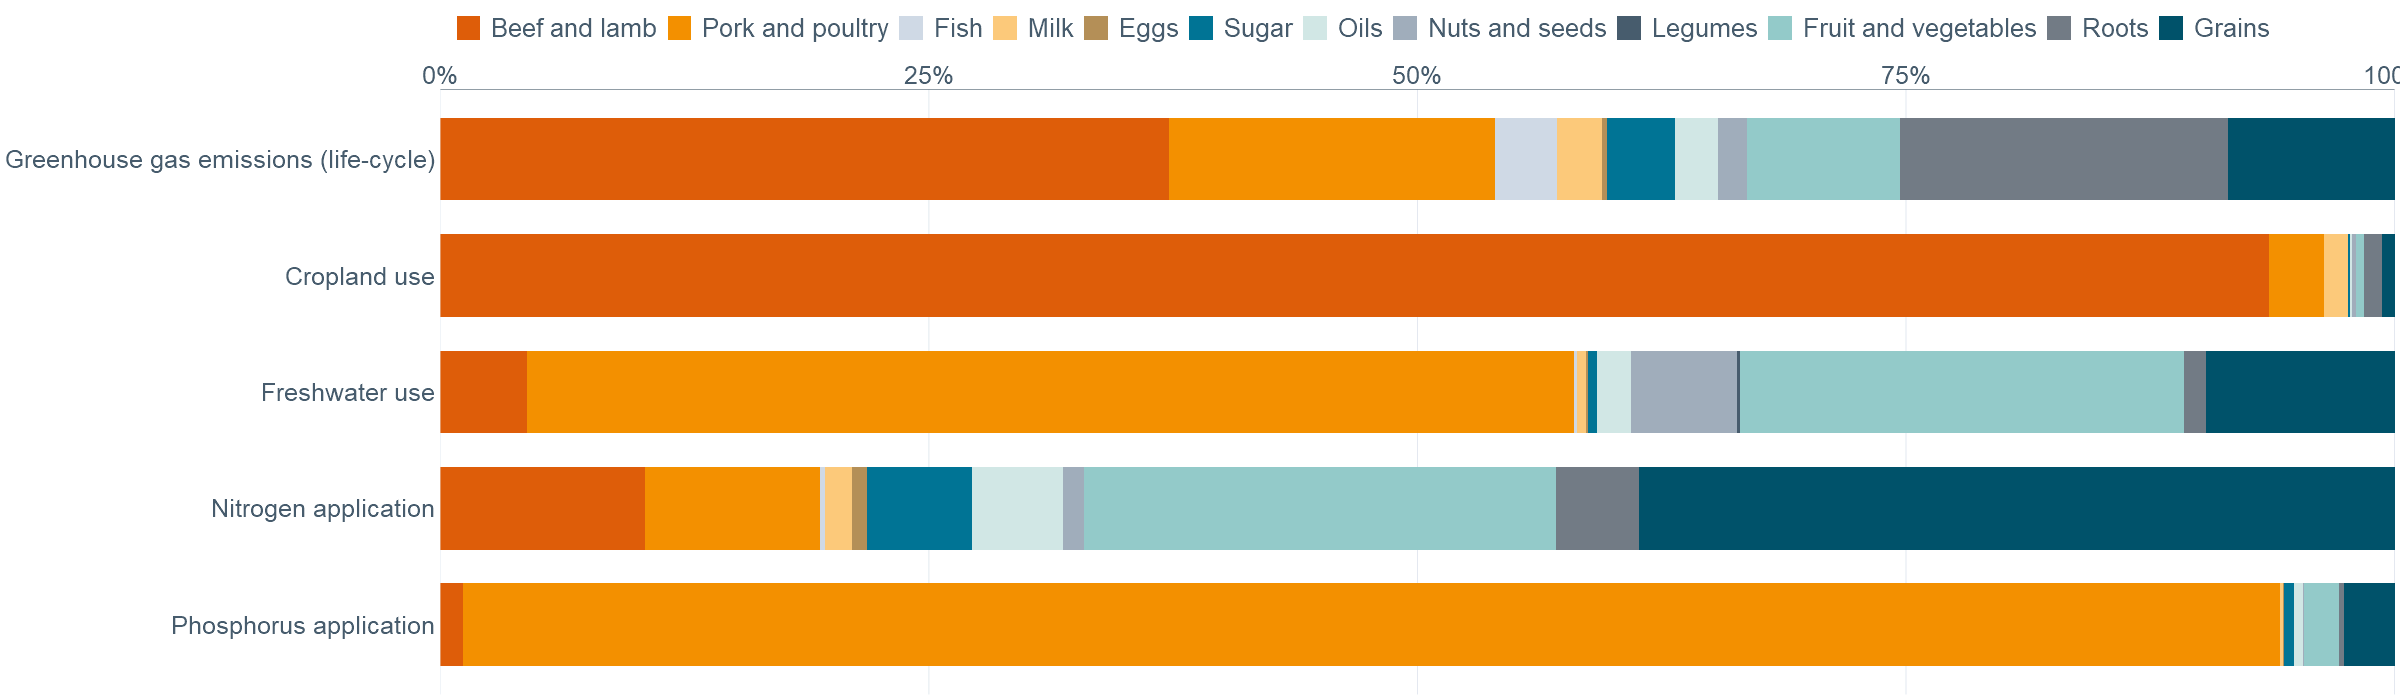 Beef and lamb Pork and poultry Fish Milk Eggs Sugar Oils Nuts and seeds Legumes Fruit and vegetables Roots Grains
0% 25% 50% 75% 100
Greenhouse gas emissions (life-cycle)
Cropland use
Freshwater use
Nitrogen application
Phosphorus application